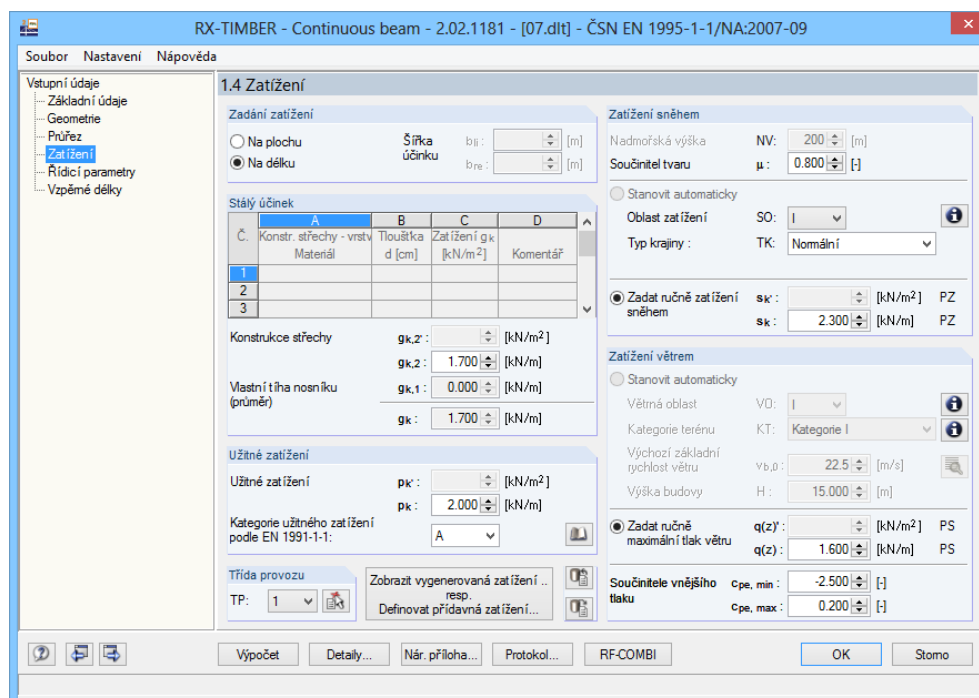 RX-TIMBER - Continuous beam - 2.02.1181 - [07.dlt] - ČSN EN 1995-1-1/NA:2007-09
Soubor Nastavení Nápověda
Vstupní údaje
Základní údaje
Geometrie
Průřez
Zatížení
Řídicí parametry
Vzpěrné délky
1.4 Zatížení
Zadání zatížení
Na plochu
Na délku
Šířka účinku
bli : [m]
bre : [m]
Stálý účinek
A B C D
Č. Konstr. střechy - vrstv Tloušťka Zatížení gk
Materiál d [cm] [kN/m2] Komentář
1
2
3
Konstrukce střechy gk,2' : [kN/m2]
gk,2 : 1.700 [kN/m]
Vlastní tíha nosníku (průměr) gk,1 : 0.000 [kN/m]
gk : 1.700 [kN/m]
Užitné zatížení
Užitné zatížení pk' : [kN/m2]
pk : 2.000 [kN/m]
Kategorie užitného zatížení
podle EN 1991-1-1: A
Třída provozu
TP: 1
Zobrazit vygenerovaná zatížení ..
resp.
Definovat přídavná zatížení...
Zatížení sněhem
Nadmořská výška NV: 200 [m]
Součinitel tvaru µ : 0.800 [-]
Stanovit automaticky
Oblast zatížení SO: I
Typ krajiny : TK: Normální
Zadat ručně zatížení sněhem sk' : [kN/m2] PZ
sk : 2.300 [kN/m] PZ
Zatížení větrem
Stanovit automaticky
Větrná oblast VO: I
Kategorie terénu KT: Kategorie I
Výchozí základní
rychlost větru vb,0 : 22.5 [m/s]
Výška budovy H : 15.000 [m]
Zadat ručně maximální tlak větru q(z)' : [kN/m2] PS
q(z) : 1.600 [kN/m] PS
Součinitele vnějšího tlaku cpe, min : -2.500 [-]
cpe, max : 0.200 [-]
Výpočet Detaily... Nár. příloha... Protokol... RF-COMBI OK Storno